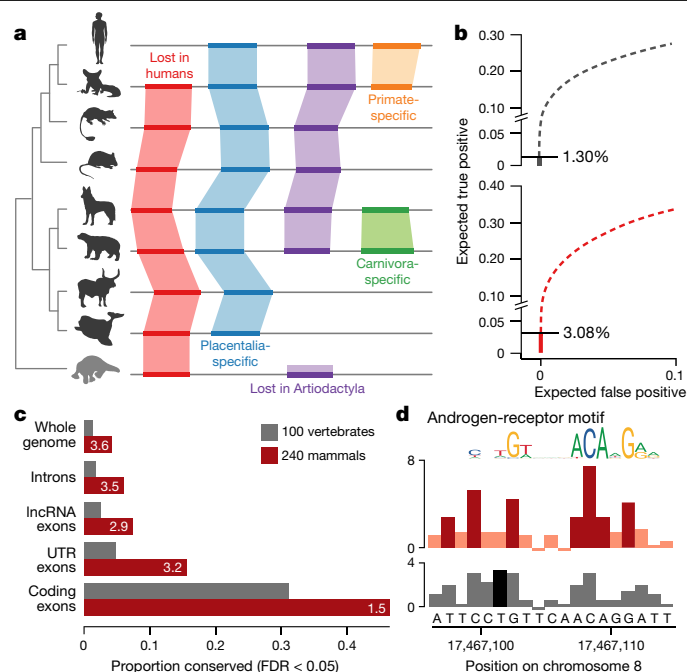 a
Lost in
humans
Primate-
specific
Carnivora-
specific
Placentalia-
specific
Lost in Artiodactyla
b
Expected true positive
0.30
0.20
0.10
0.05
0
1.30%
0.40
0.30
0.20
0.10
0.05
0
3.08%
0 0.1
Expected false positive
c
100 vertebrates
240 mammals
Whole
genome
3.6
Introns
3.5
lncRNA
exons
2.9
UTR
exons
3.2
Coding
exons
1.5
0 0.1 0.2 0.3 0.4
Proportion conserved (FDR < 0.05)
d
Androgen-receptor motif
8
0
4
0
A T T C C T G T T C A A C A G G A T T
17,467,100 17,467,110
Position on chromosome 8